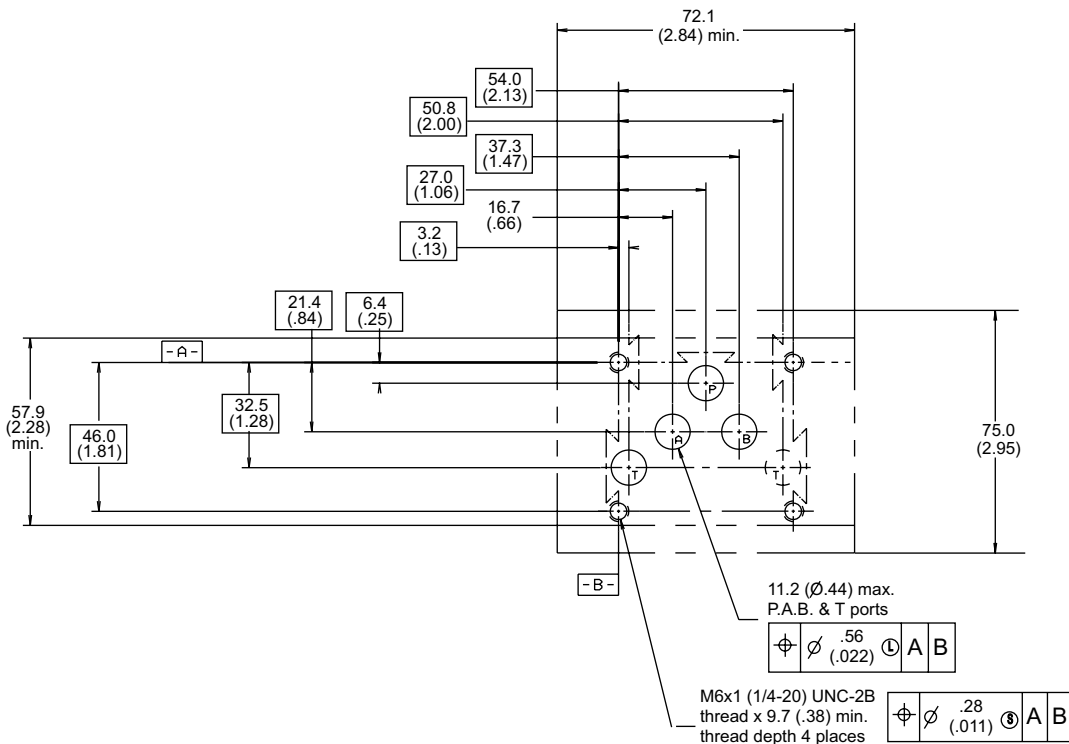 72.1
(2.84) min.
54.0
(2.13)
50.8
(2.00)
37.3
(1.47)
27.0
(1.06)
16.7
(.66)
3.2
(.13)
21.4
(.84)
6.4
(.25)
-A-
57.9
(2.28)
min.
46.0
(1.81)
32.5
(1.28)
75.0
(2.95)
P
A
B
T
T
-B-
11.2 (Ø.44) max.
P.A.B. & T ports
⌖ Ø .56 (.022) Ⓛ A B
M6x1 (1/4-20) UNC-2B
thread x 9.7 (.38) min.
thread depth 4 places
⌖ Ø .28 (.011) Ⓢ A B